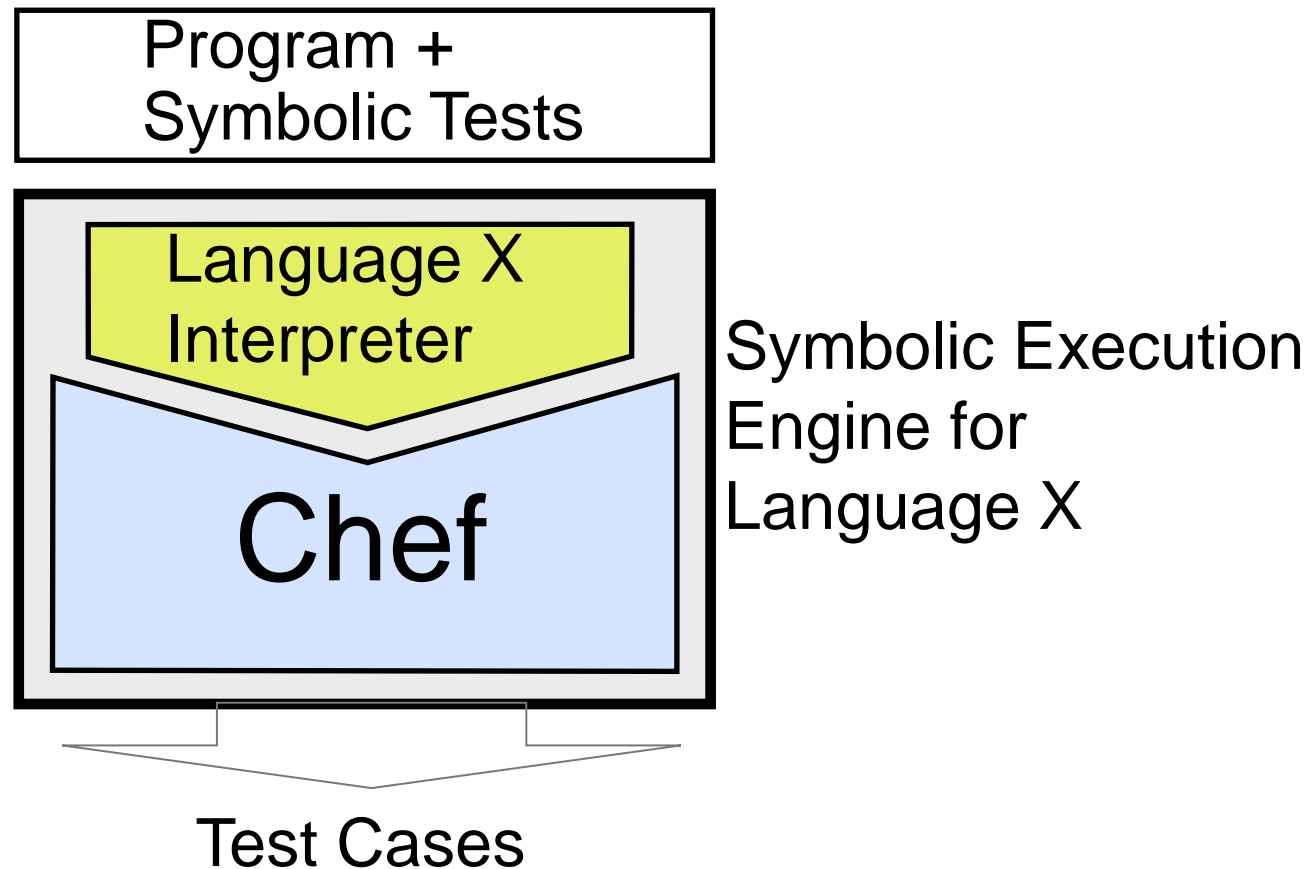 Program +
Symbolic Tests
Language X
Interpreter
Chef
Symbolic Execution
Engine for
Language X
Test Cases